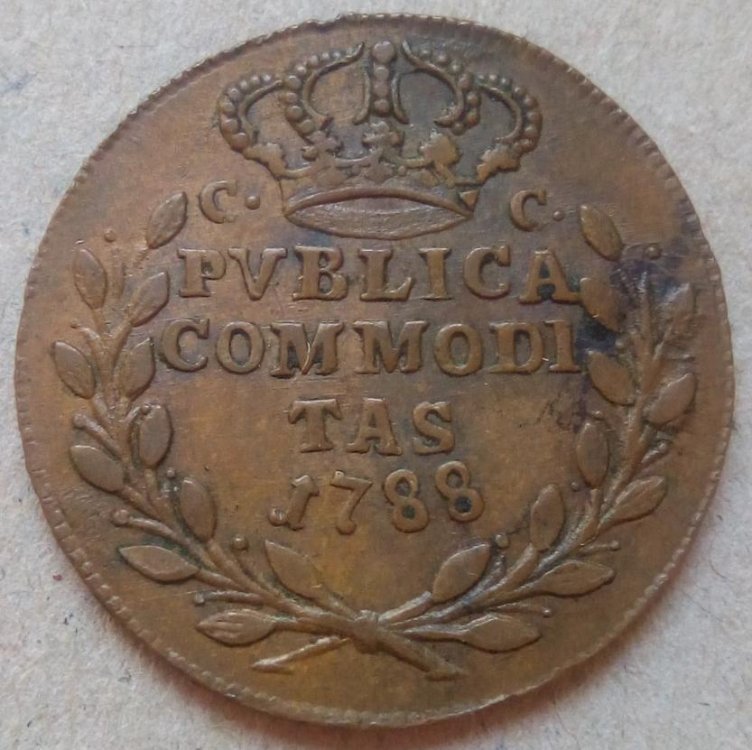 C. C.
PVBLICA
COMMODI
TAS
1788